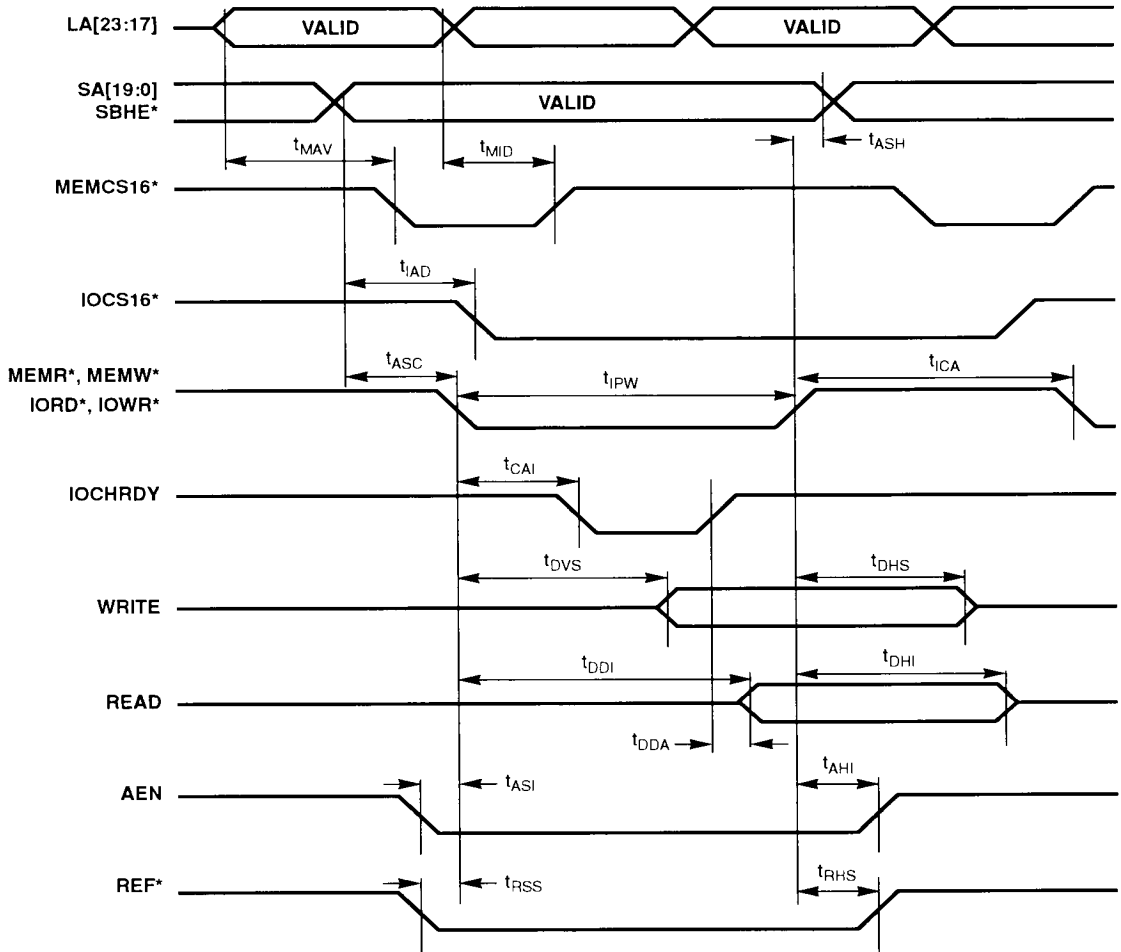 LA[23:17]
VALID
VALID
SA[19:0]
SBHE*
VALID
tASH
tMAV
tMID
MEMCS16*
tIAD
IOCS16*
tASC
tIPW
tICA
MEMR*, MEMW*
IORD*, IOWR*
tCAI
IOCHRDY
tDVS
tDHS
WRITE
tDDI
tDHI
READ
tDDA
tASI
tAHI
AEN
tRSS
tRHS
REF*